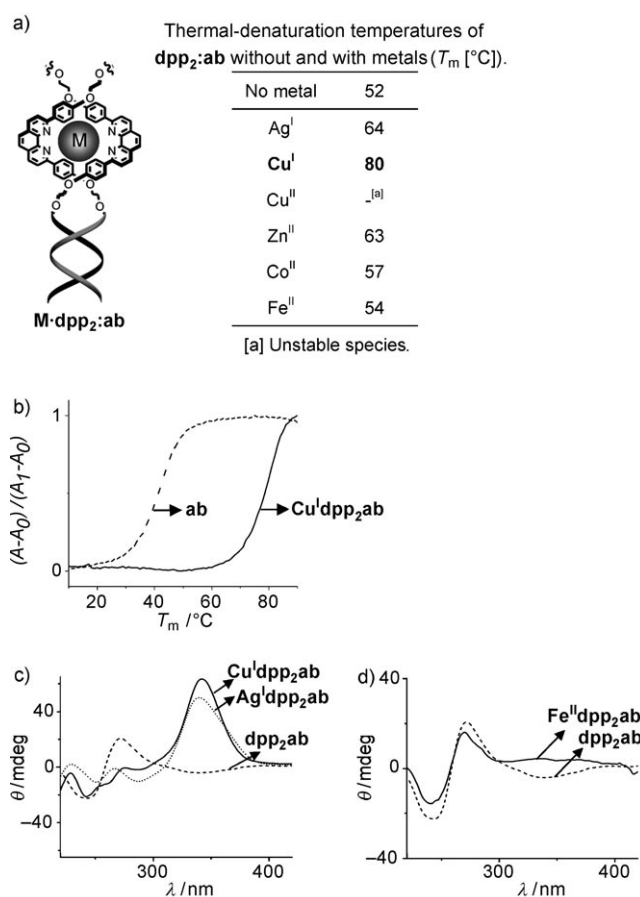 a)
Thermal-denaturation temperatures of
dpp₂:ab without and with metals (Tₘ [°C]).
No metal 52
Agᴵ 64
Cuᴵ 80
Cuᴵᴵ -[a]
Znᴵᴵ 63
Coᴵᴵ 57
Feᴵᴵ 54
[a] Unstable species.
O O
O O
N N
M
N N
O O
O O
M·dpp₂:ab
b)
(A-A₀)/(A₁-A₀)
1
0
ab
Cuᴵdpp₂ab
20 40 60 80
Tₘ /°C
c)
θ / mdeg
40
0
–40
Cuᴵdpp₂ab
Agᴵdpp₂ab
dpp₂ab
300 400
λ / nm
d)
θ / mdeg
40
0
–40
Feᴵᴵdpp₂ab
dpp₂ab
300 400
λ / nm